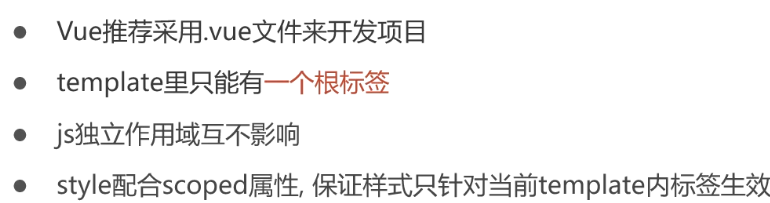 Vue推荐采用.vue文件来开发项目
template里只能有一个根标签
js独立作用域互不影响
style配合scoped属性, 保证样式只针对当前template内标签生效